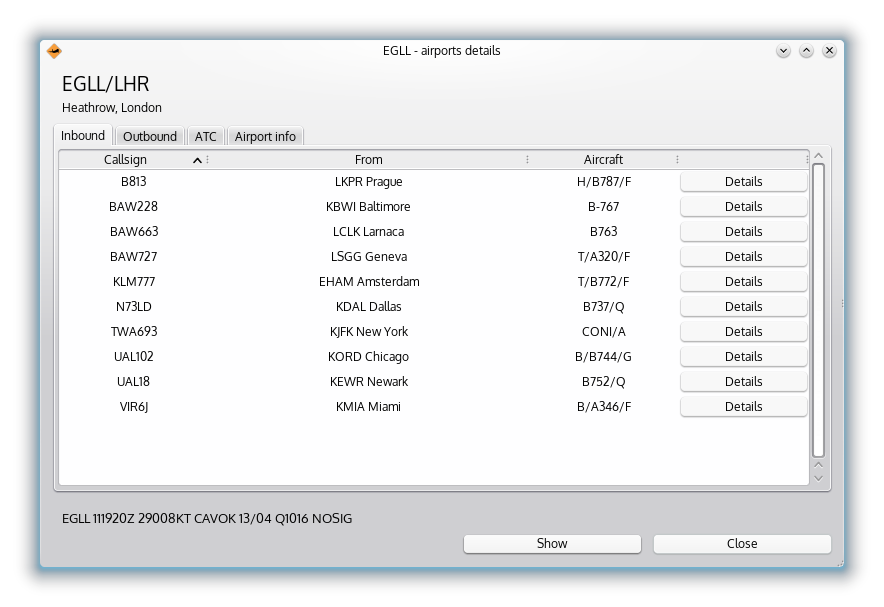 EGLL - airports details
EGLL/LHR
Heathrow, London
Inbound Outbound ATC Airport info
Callsign From Aircraft
B813 LKPR Prague H/B787/F Details
BAW228 KBWI Baltimore B-767 Details
BAW663 LCLK Larnaca B763 Details
BAW727 LSGG Geneva T/A320/F Details
KLM777 EHAM Amsterdam T/B772/F Details
N73LD KDAL Dallas B737/Q Details
TWA693 KJFK New York CONI/A Details
UAL102 KORD Chicago B/B744/G Details
UAL18 KEWR Newark B752/Q Details
VIR6J KMIA Miami B/A346/F Details
EGLL 111920Z 29008KT CAVOK 13/04 Q1016 NOSIG
Show Close